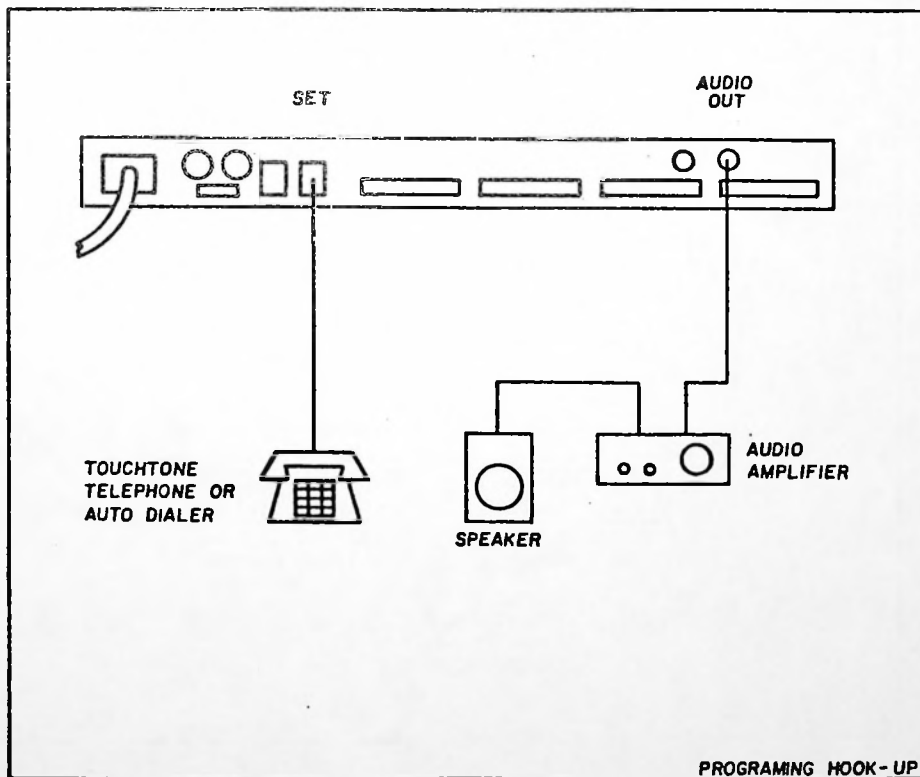 SET
AUDIO
OUT
TOUCHTONE
TELEPHONE OR
AUTO DIALER
SPEAKER
AUDIO
AMPLIFIER
PROGRAMING HOOK-UP